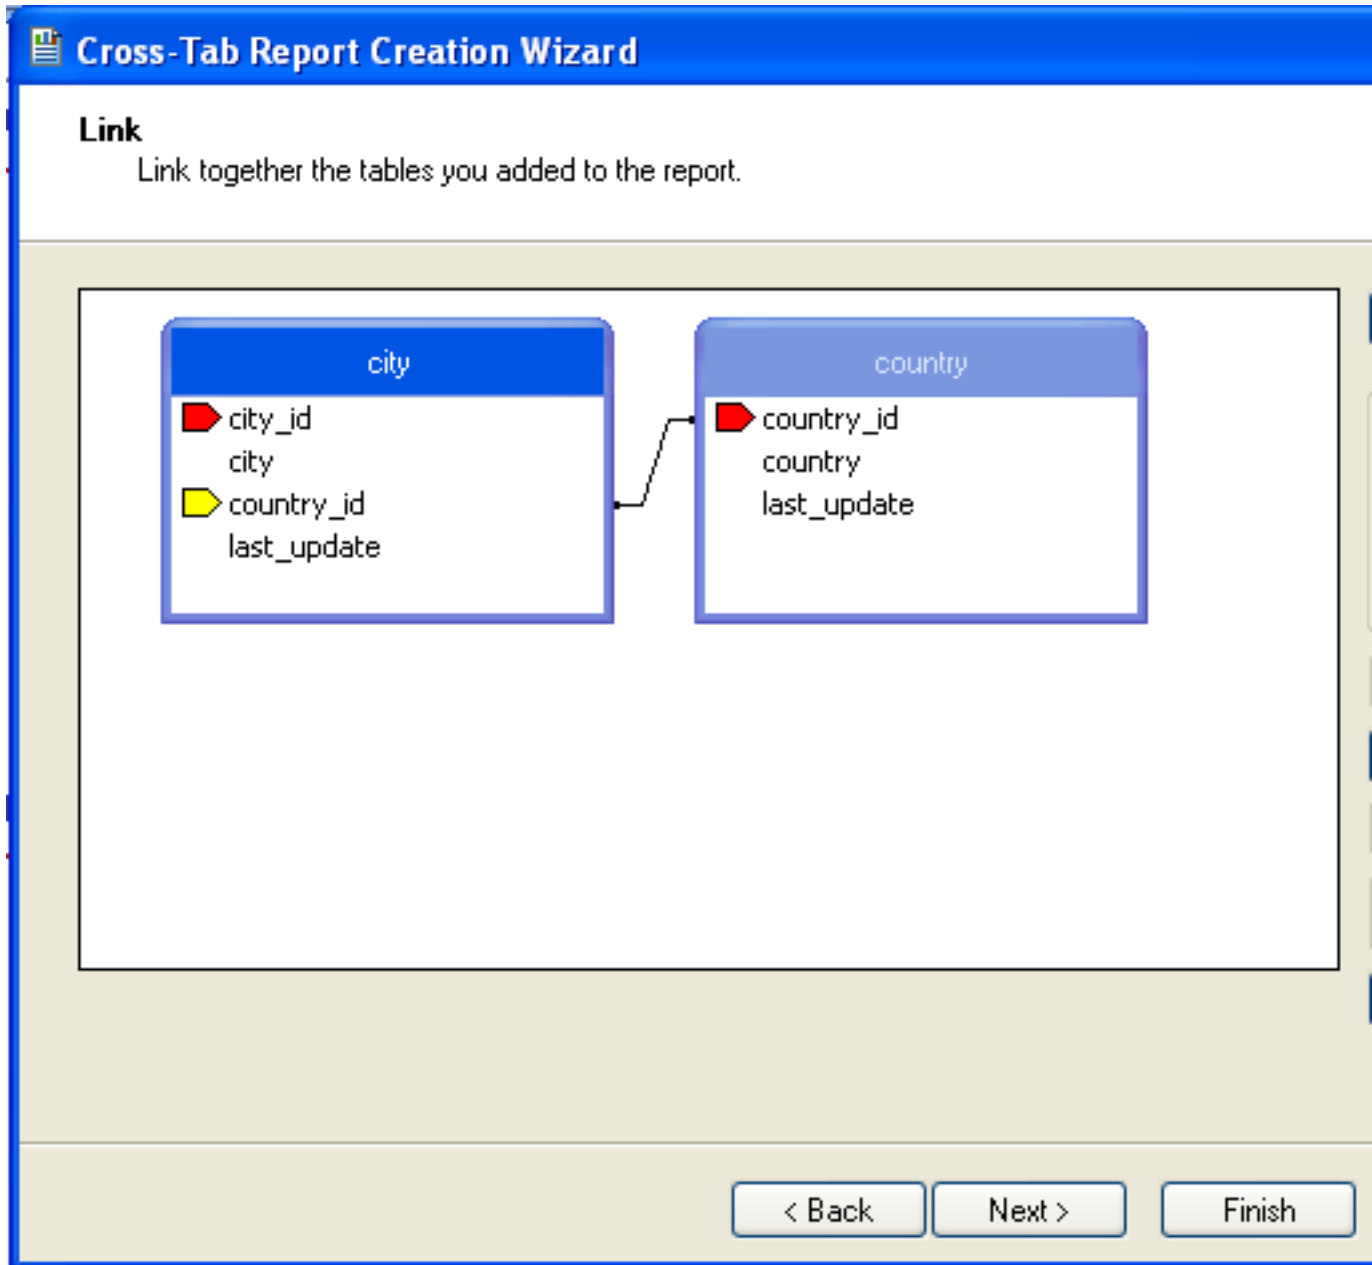 Cross-Tab Report Creation Wizard
Link
Link together the tables you added to the report.
city
city_id
city
country_id
last_update
country
country_id
country
last_update
< Back
Next >
Finish